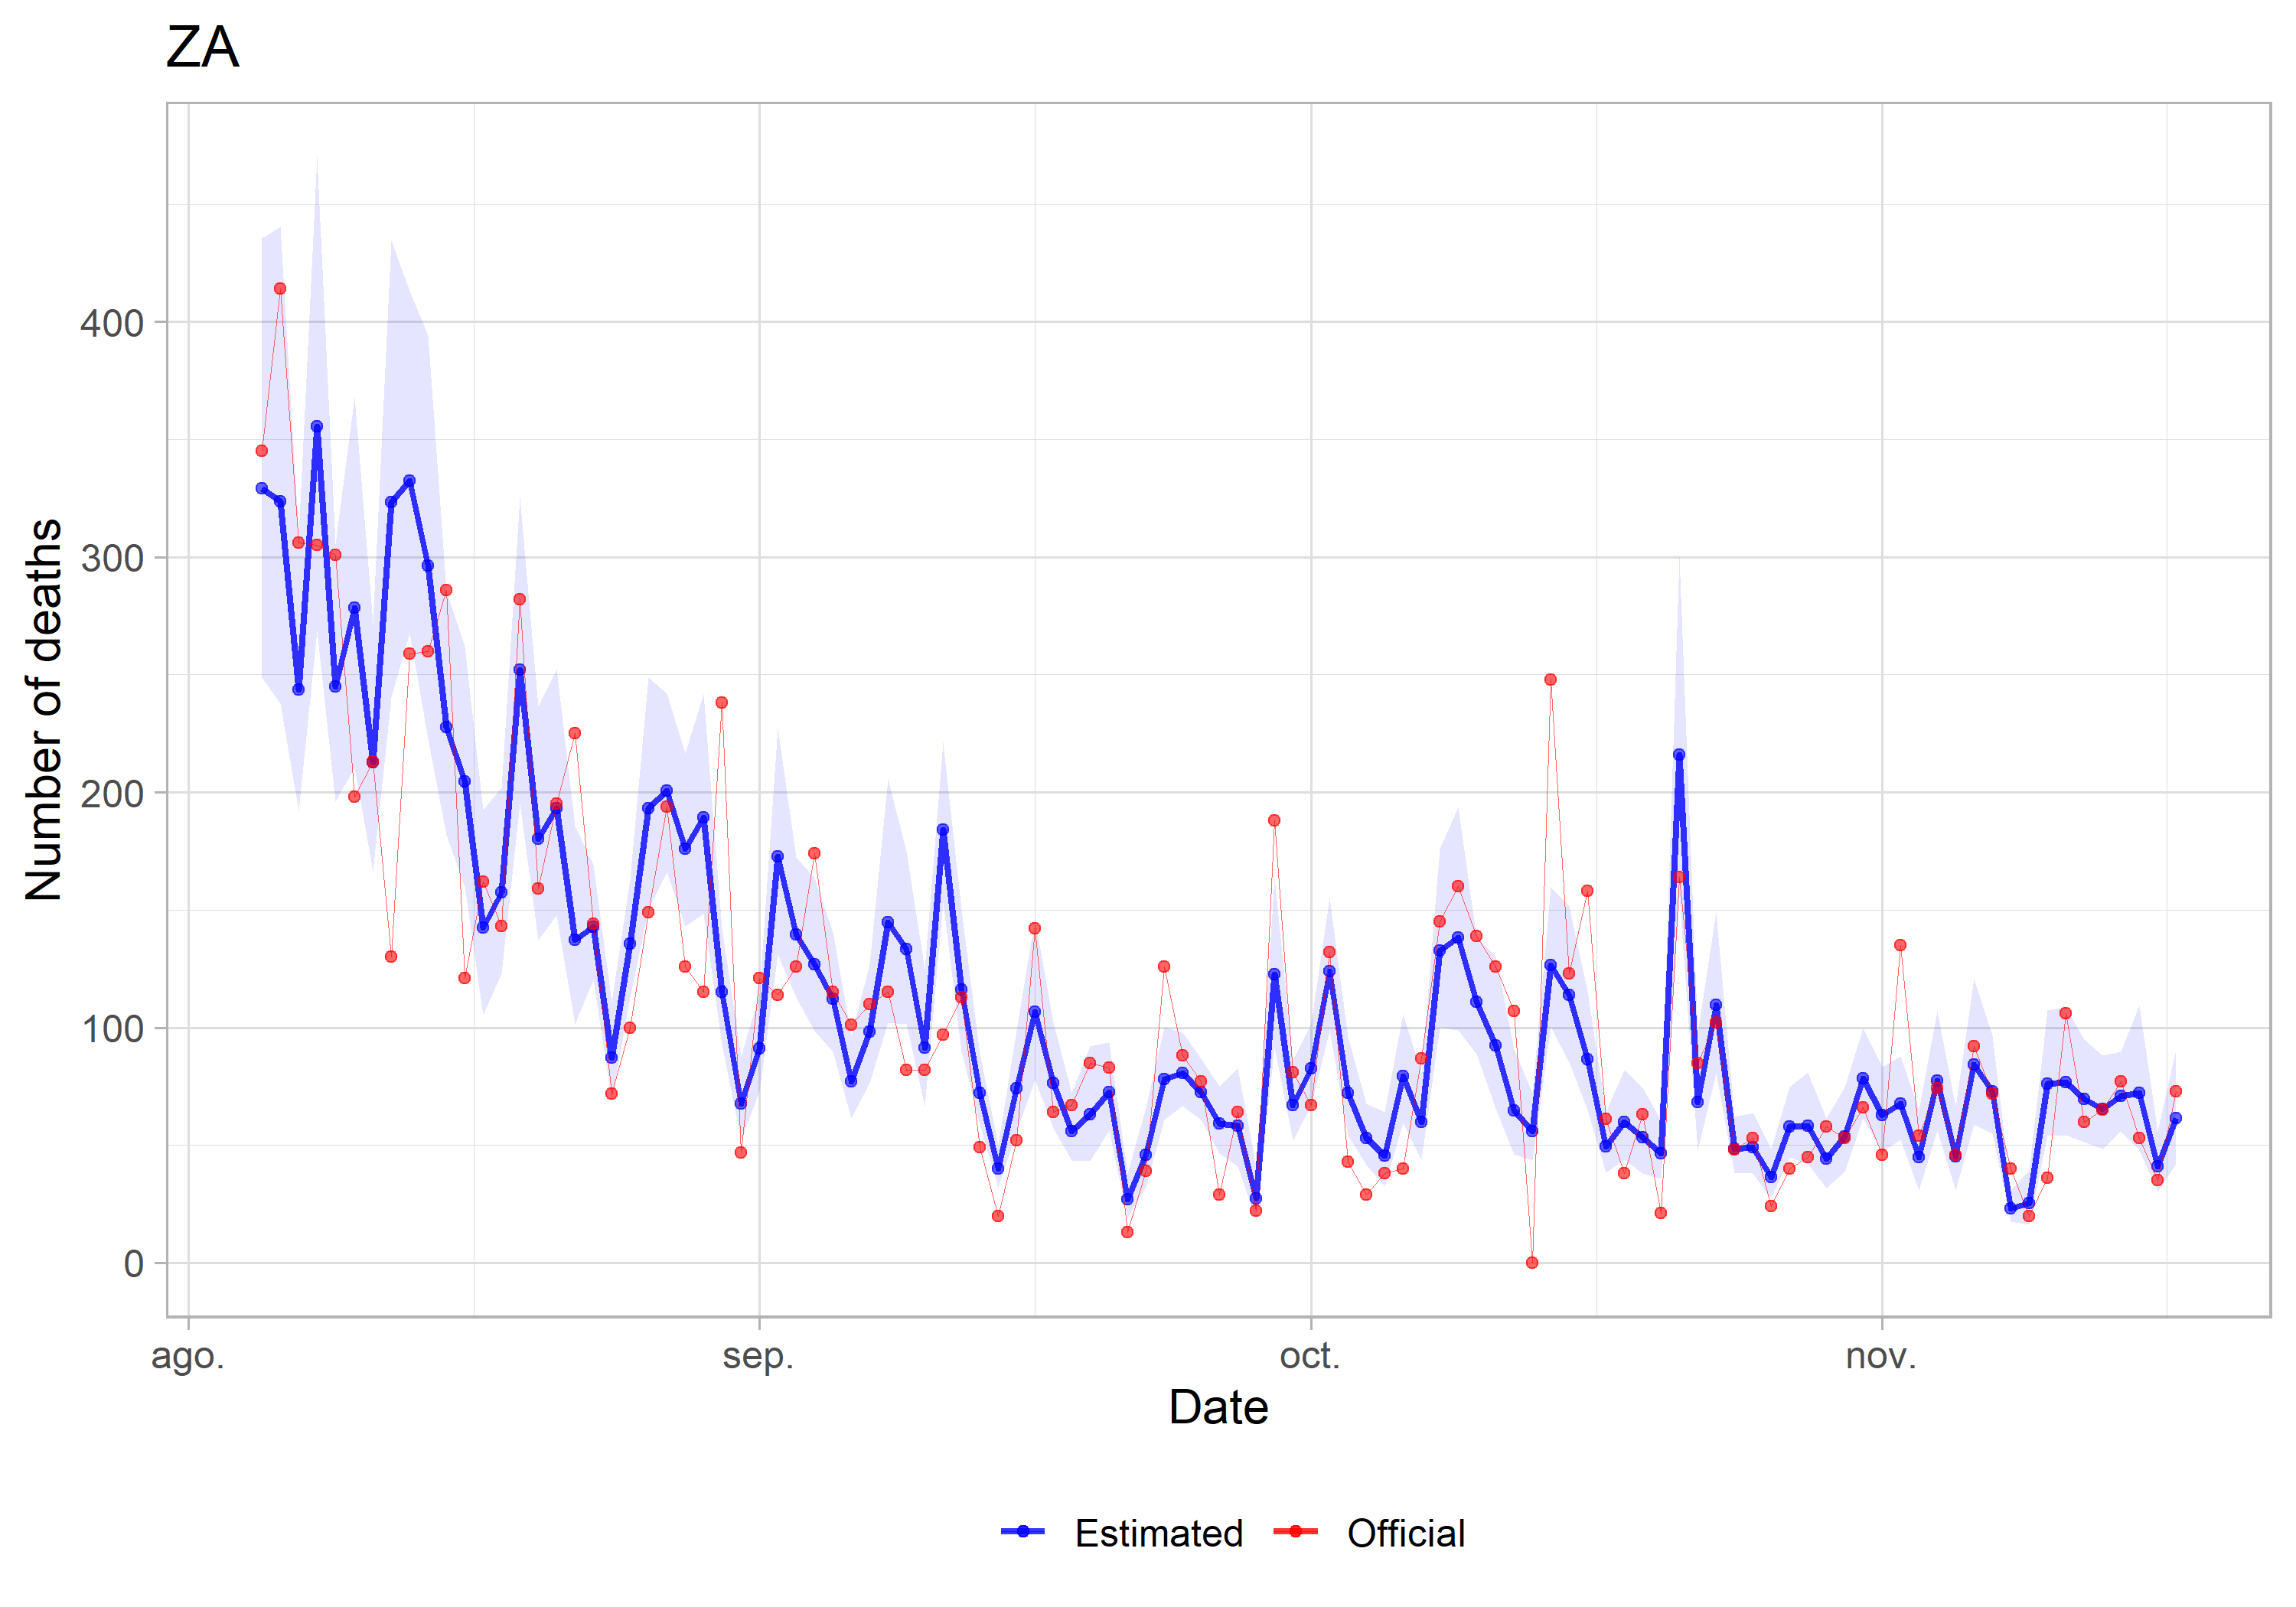 ZA
Number of deaths
400
300
200
100
0
ago. sep. oct. nov.
Date
Estimated Official